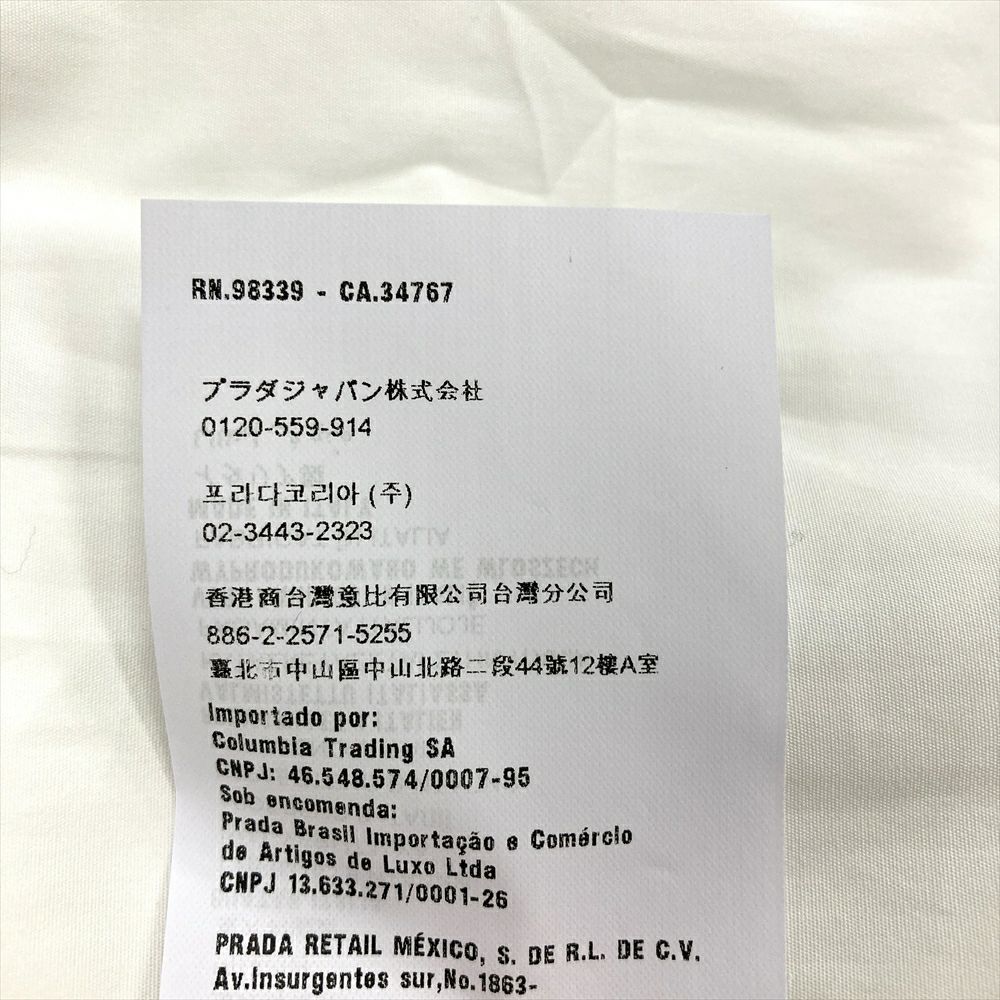 RN.98339 - CA.34767
プラダジャパン株式会社
0120-559-914
프라다코리아 (주)
02-3443-2323
香港商台灣意比有限公司台灣分公司
886-2-2571-5255
臺北市中山區中山北路二段44號12樓A室
Importado por:
Columbia Trading SA
CNPJ: 46.548.574/0007-95
Sob encomenda:
Prada Brasil Importação e Comércio
de Artigos de Luxo Ltda
CNPJ 13.633.271/0001-26
PRADA RETAIL MÉXICO, S. DE R.L. DE C.V.
Av.Insurgentes sur,No.1863-